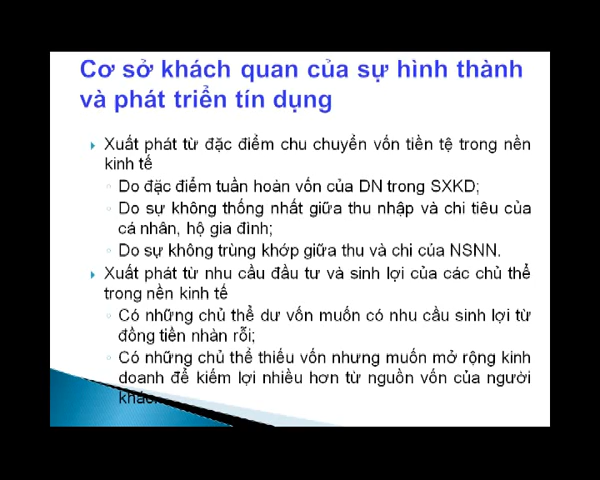 Cơ sở khách quan của sự hình thành
và phát triển tín dụng
Xuất phát từ đặc điểm chu chuyển vốn tiền tệ trong nền
kinh tế
Do đặc điểm tuần hoàn vốn của DN trong SXKD;
Do sự không thống nhất giữa thu nhập và chi tiêu của
cá nhân, hộ gia đình;
Do sự không trùng khớp giữa thu và chi của NSNN.
Xuất phát từ nhu cầu đầu tư và sinh lợi của các chủ thể
trong nền kinh tế
Có những chủ thể dư vốn muốn có nhu cầu sinh lợi từ
đồng tiền nhàn rỗi;
Có những chủ thể thiếu vốn nhưng muốn mở rộng kinh
doanh để kiếm lợi nhiều hơn từ nguồn vốn của người
khác.